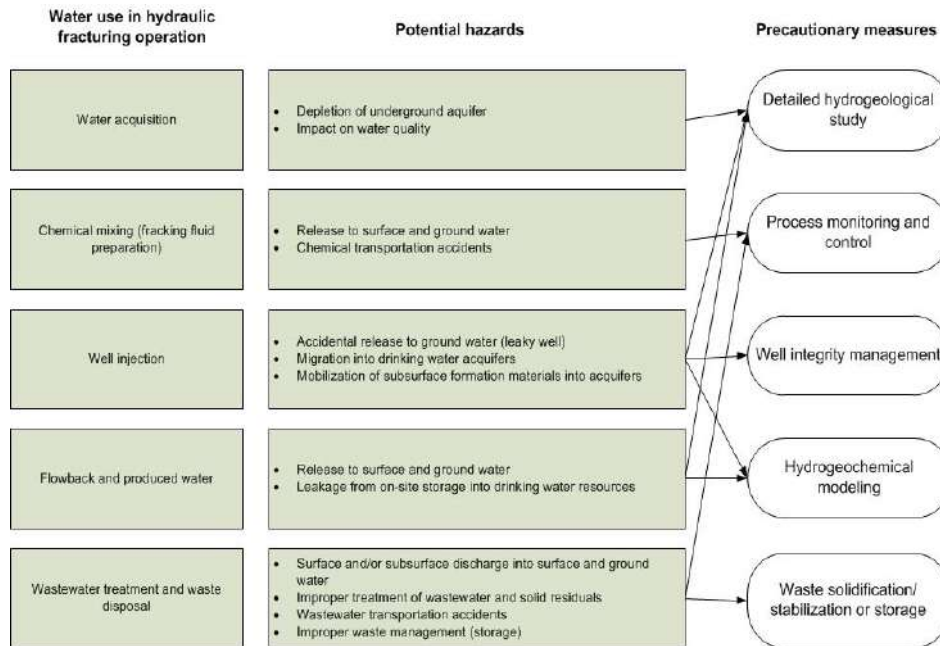 Water use in hydraulic
fracturing operation
Potential hazards
Precautionary measures
Water acquisition
• Depletion of underground aquifer
• Impact on water quality
Detailed hydrogeological
study
Chemical mixing (fracking fluid
preparation)
• Release to surface and ground water
• Chemical transportation accidents
Process monitoring and
control
Well injection
• Accidental release to ground water (leaky well)
• Migration into drinking water acquifers
• Mobilization of subsurface formation materials into acquifers
Well integrity management
Flowback and produced water
• Release to surface and ground water
• Leakage from on-site storage into drinking water resources
Hydrogeochemical
modeling
Wastewater treatment and waste
disposal
• Surface and/or subsurface discharge into surface and ground
water
• Improper treatment of wastewater and solid residuals
• Wastewater transportation accidents
• Improper waste management (storage)
Waste solidification/
stabilization or storage